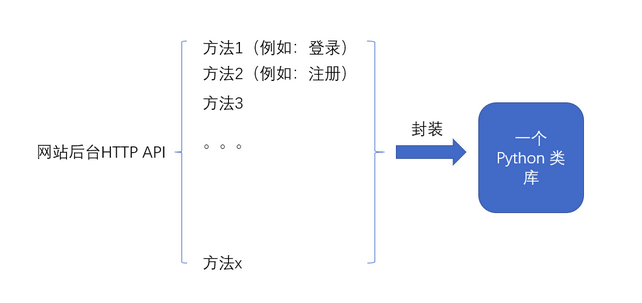 方法1（例如：登录）
方法2（例如：注册）
方法3
。。。
网站后台HTTP API
方法x
封装
一个
Python 类
库